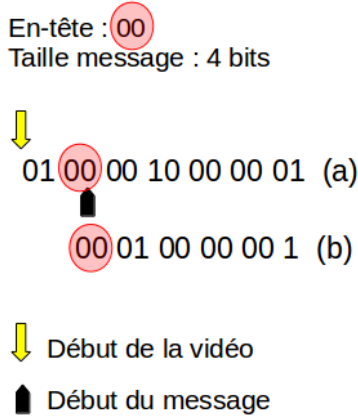 En-tête : 00
Taille message : 4 bits
01 00 00 10 00 00 01 (a)
00 01 00 00 00 1 (b)
Début de la vidéo
Début du message